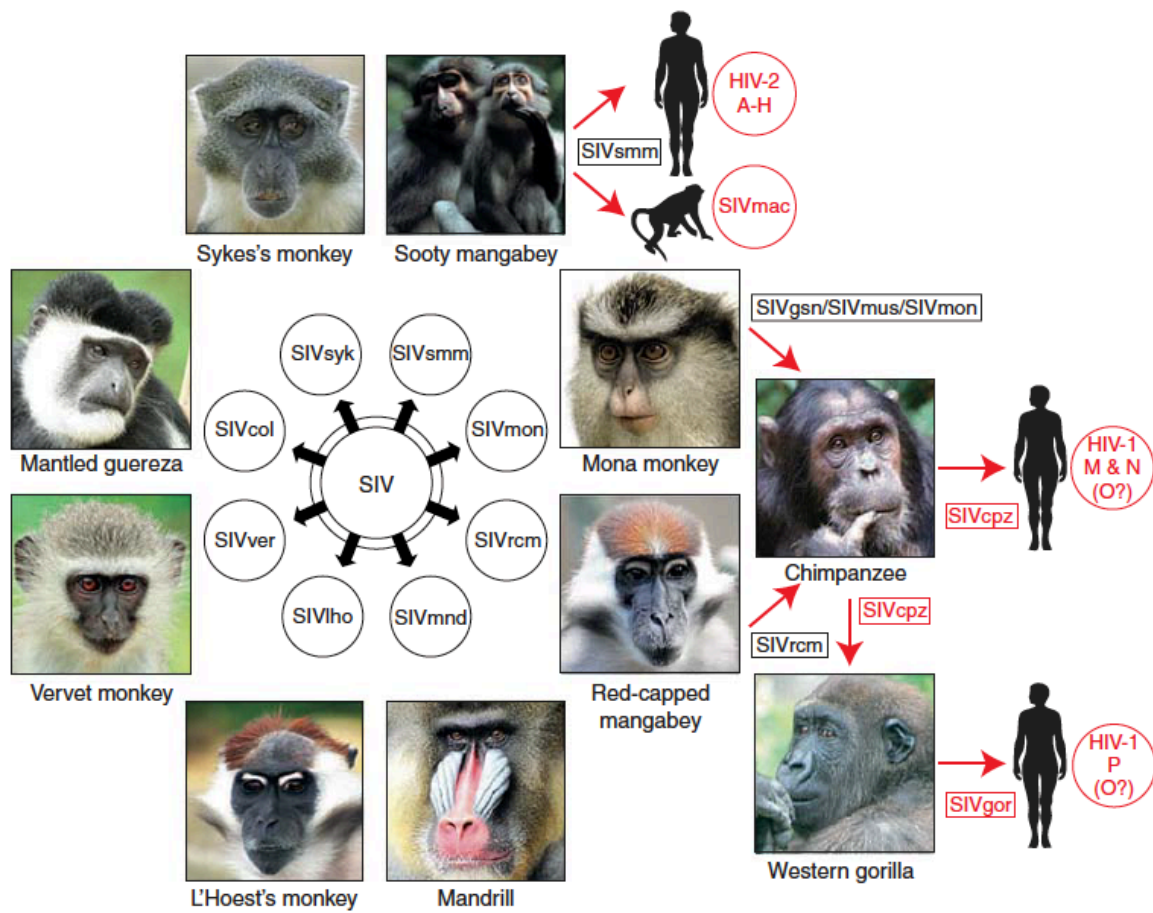 HIV-2
A-H
SIVsmm
SIVmac
Sykes's monkey
Sooty mangabey
SIVgsn/SIVmus/SIVmon
SIVsyk
SIVsmm
SIVcol
SIVmon
SIV
Mantled guereza
Mona monkey
HIV-1
M & N
(O?)
SIVcpz
SIVver
SIVrcm
Chimpanzee
SIVlho
SIVmnd
SIVcpz
SIVrcm
Vervet monkey
Red-capped
mangabey
HIV-1
P
(O?)
SIVgor
Western gorilla
L'Hoest's monkey
Mandrill